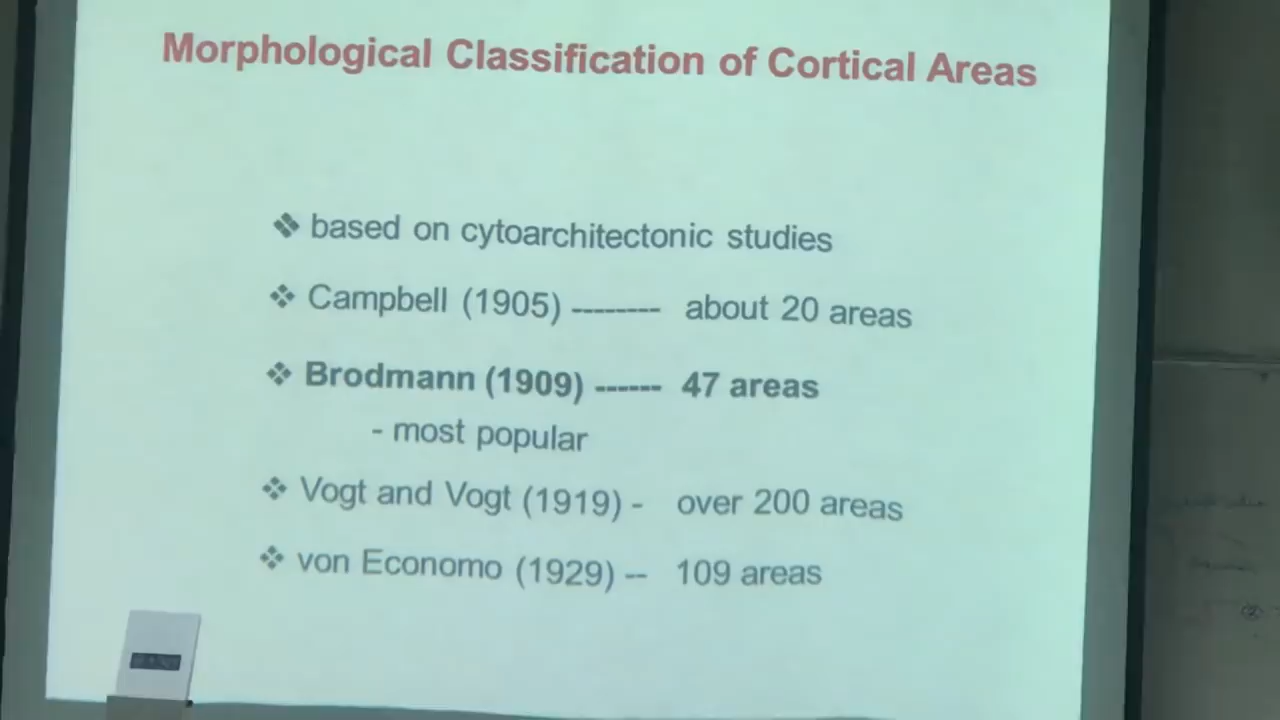 Morphological Classification of Cortical Areas
❖ based on cytoarchitectonic studies
❖ Campbell (1905) -------- about 20 areas
❖ Brodmann (1909) ------ 47 areas
- most popular
❖ Vogt and Vogt (1919) - over 200 areas
❖ von Economo (1929) -- 109 areas